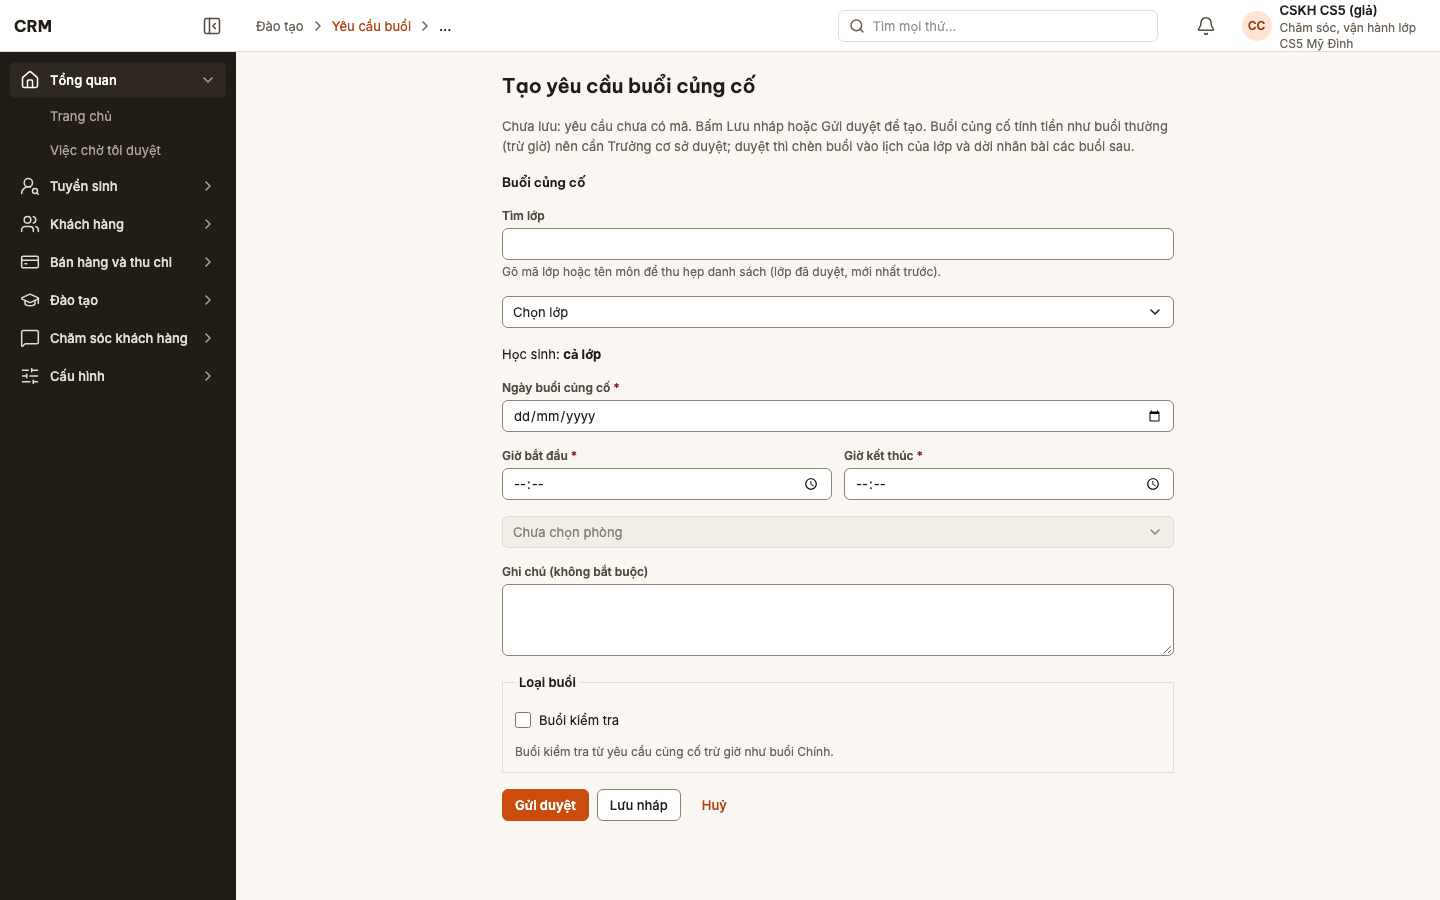 CRM
Đào tạo
Yêu cầu buổi
...
Tìm mọi thứ...
CC
CSKH CS5 (giả)
Chăm sóc, vận hành lớp
CS5 Mỹ Đình
Tổng quan
Trang chủ
Việc chờ tôi duyệt
Tuyển sinh
Khách hàng
Bán hàng và thu chi
Đào tạo
Chăm sóc khách hàng
Cấu hình
Tạo yêu cầu buổi củng cố
Chưa lưu: yêu cầu chưa có mã. Bấm Lưu nháp hoặc Gửi duyệt để tạo. Buổi củng cố tính tiền như buổi thường
(trừ giờ) nên cần Trưởng cơ sở duyệt; duyệt thì chèn buổi vào lịch của lớp và dời nhãn bài các buổi sau.
Buổi củng cố
Tìm lớp
Gõ mã lớp hoặc tên môn để thu hẹp danh sách (lớp đã duyệt, mới nhất trước).
Chọn lớp
Học sinh: cả lớp
Ngày buổi củng cố *
dd/mm/yyyy
Giờ bắt đầu *
Giờ kết thúc *
--:--
--:--
Chưa chọn phòng
Ghi chú (không bắt buộc)
Loại buổi
Buổi kiểm tra
Buổi kiểm tra từ yêu cầu củng cố trừ giờ như buổi Chính.
Gửi duyệt
Lưu nháp
Huỷ